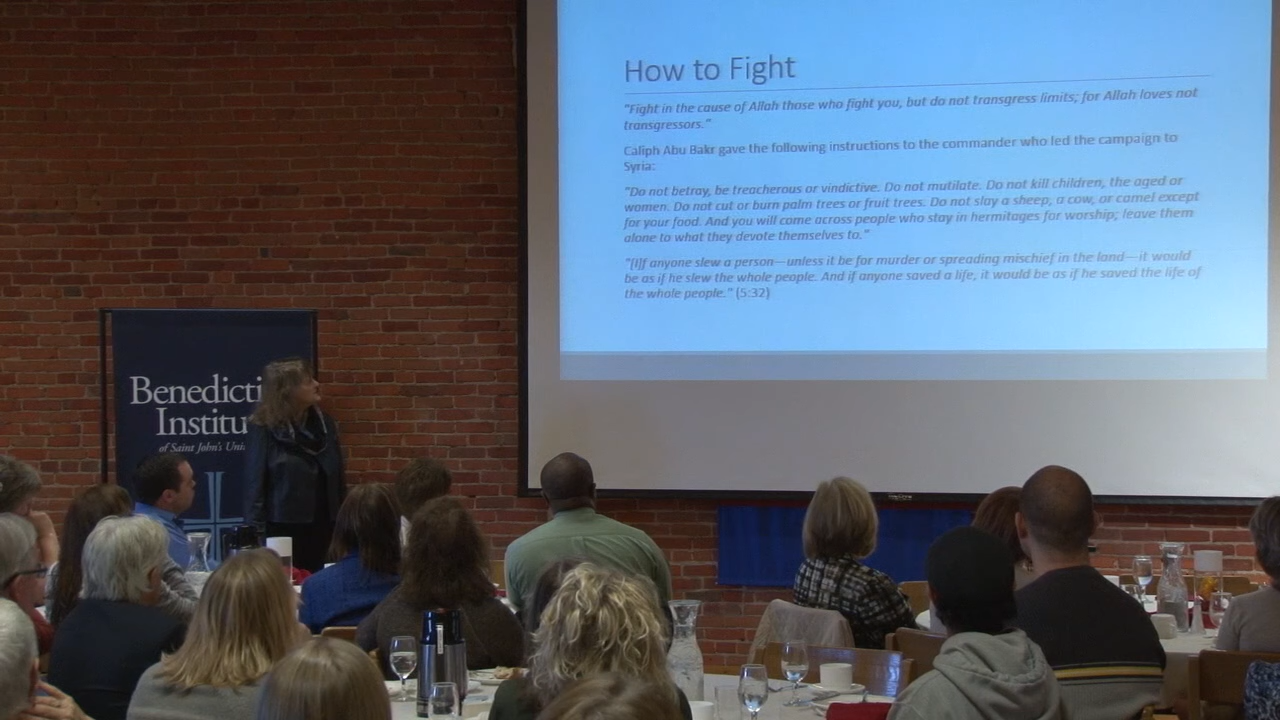 How to Fight
"Fight in the cause of Allah those who fight you, but do not transgress limits; for Allah loves not
transgressors."
Caliph Abu Bakr gave the following instructions to the commander who led the campaign to
Syria:
"Do not betray, be treacherous or vindictive. Do not mutilate. Do not kill children, the aged or
women. Do not cut or burn palm trees or fruit trees. Do not slay a sheep, a cow, or camel except
for your food. And you will come across people who stay in hermitages for worship; leave them
alone to what they devote themselves to."
"[I]f anyone slew a person—unless it be for murder or spreading mischief in the land—it would
be as if he slew the whole people. And if anyone saved a life, it would be as if he saved the life of
the whole people." (5:32)
Benedicti
Institu
of Saint John's Uni